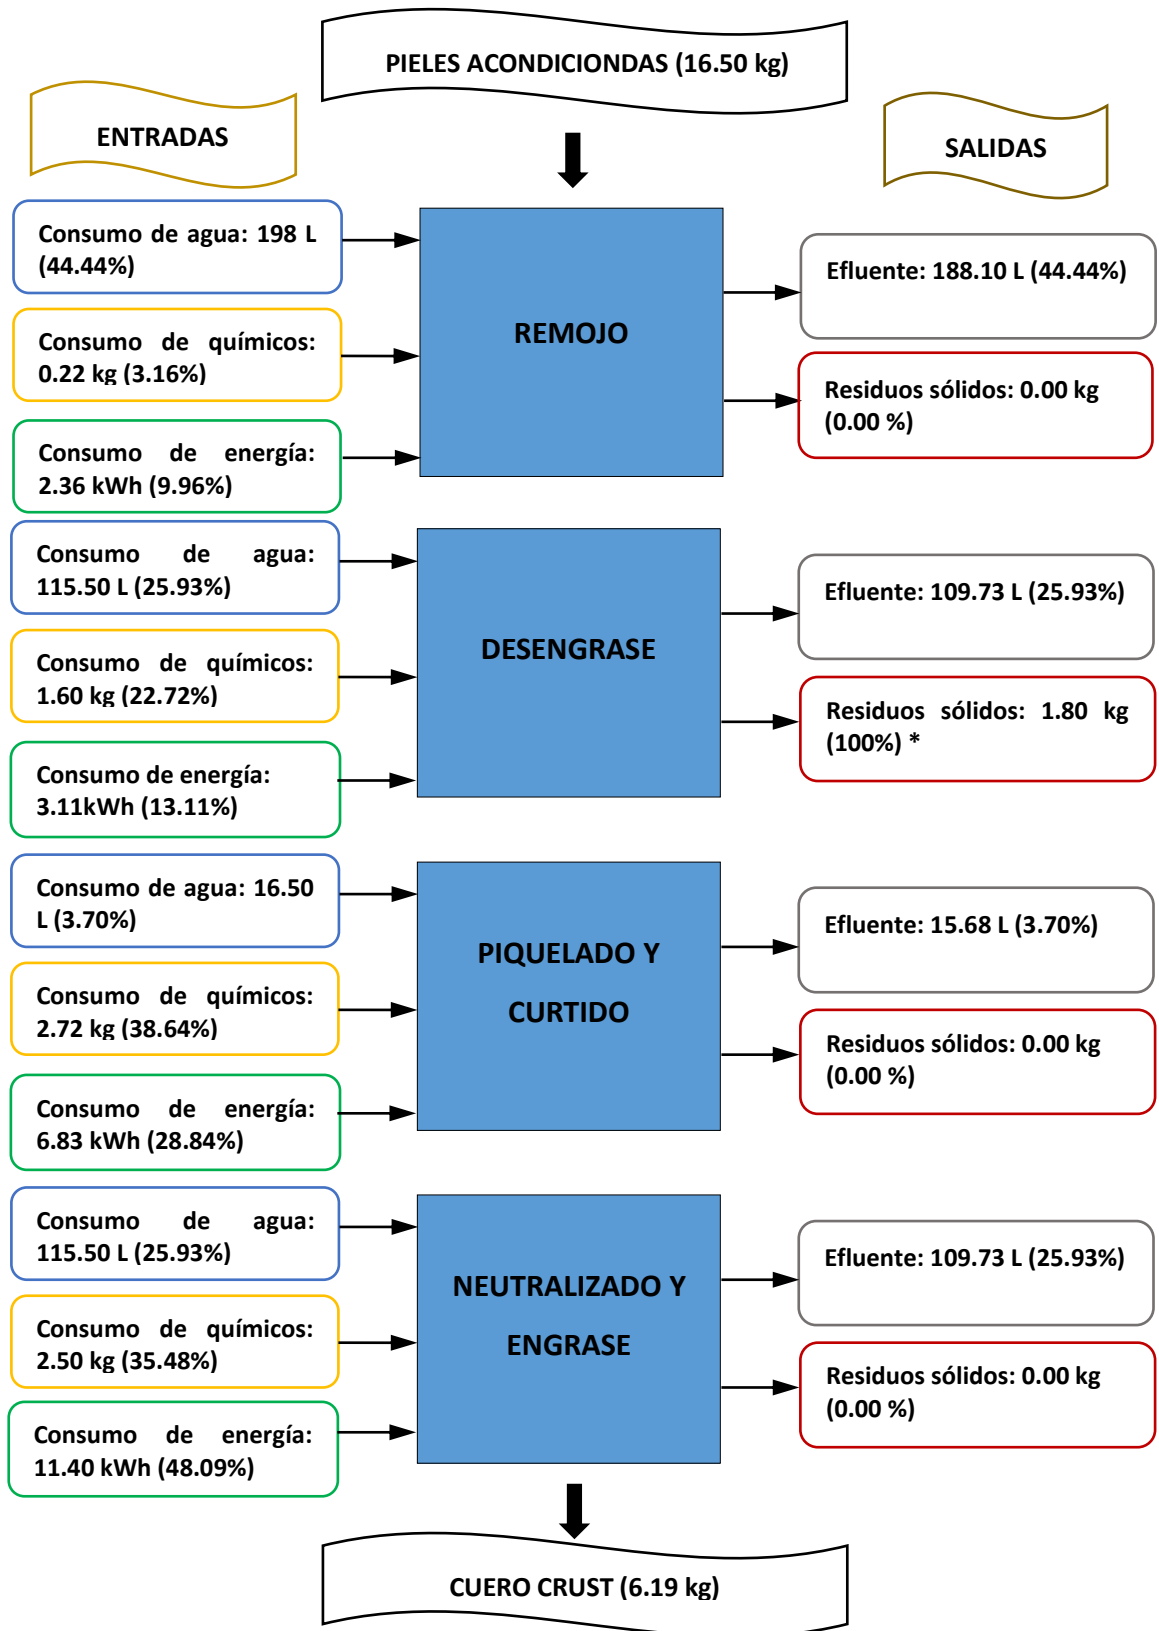 PIELES ACONDICIONDAS (16.50 kg)
ENTRADAS
SALIDAS
Consumo de agua: 198 L
(44.44%)
Consumo de químicos:
0.22 kg (3.16%)
Consumo de energía:
2.36 kWh (9.96%)
REMOJO
Efluente: 188.10 L (44.44%)
Residuos sólidos: 0.00 kg
(0.00 %)
Consumo de agua:
115.50 L (25.93%)
Consumo de químicos:
1.60 kg (22.72%)
Consumo de energía:
3.11kWh (13.11%)
DESENGRASE
Efluente: 109.73 L (25.93%)
Residuos sólidos: 1.80 kg
(100%) *
Consumo de agua: 16.50
L (3.70%)
Consumo de químicos:
2.72 kg (38.64%)
Consumo de energía:
6.83 kWh (28.84%)
PIQUELADO Y
CURTIDO
Efluente: 15.68 L (3.70%)
Residuos sólidos: 0.00 kg
(0.00 %)
Consumo de agua:
115.50 L (25.93%)
Consumo de químicos:
2.50 kg (35.48%)
Consumo de energía:
11.40 kWh (48.09%)
NEUTRALIZADO Y
ENGRASE
Efluente: 109.73 L (25.93%)
Residuos sólidos: 0.00 kg
(0.00 %)
CUERO CRUST (6.19 kg)